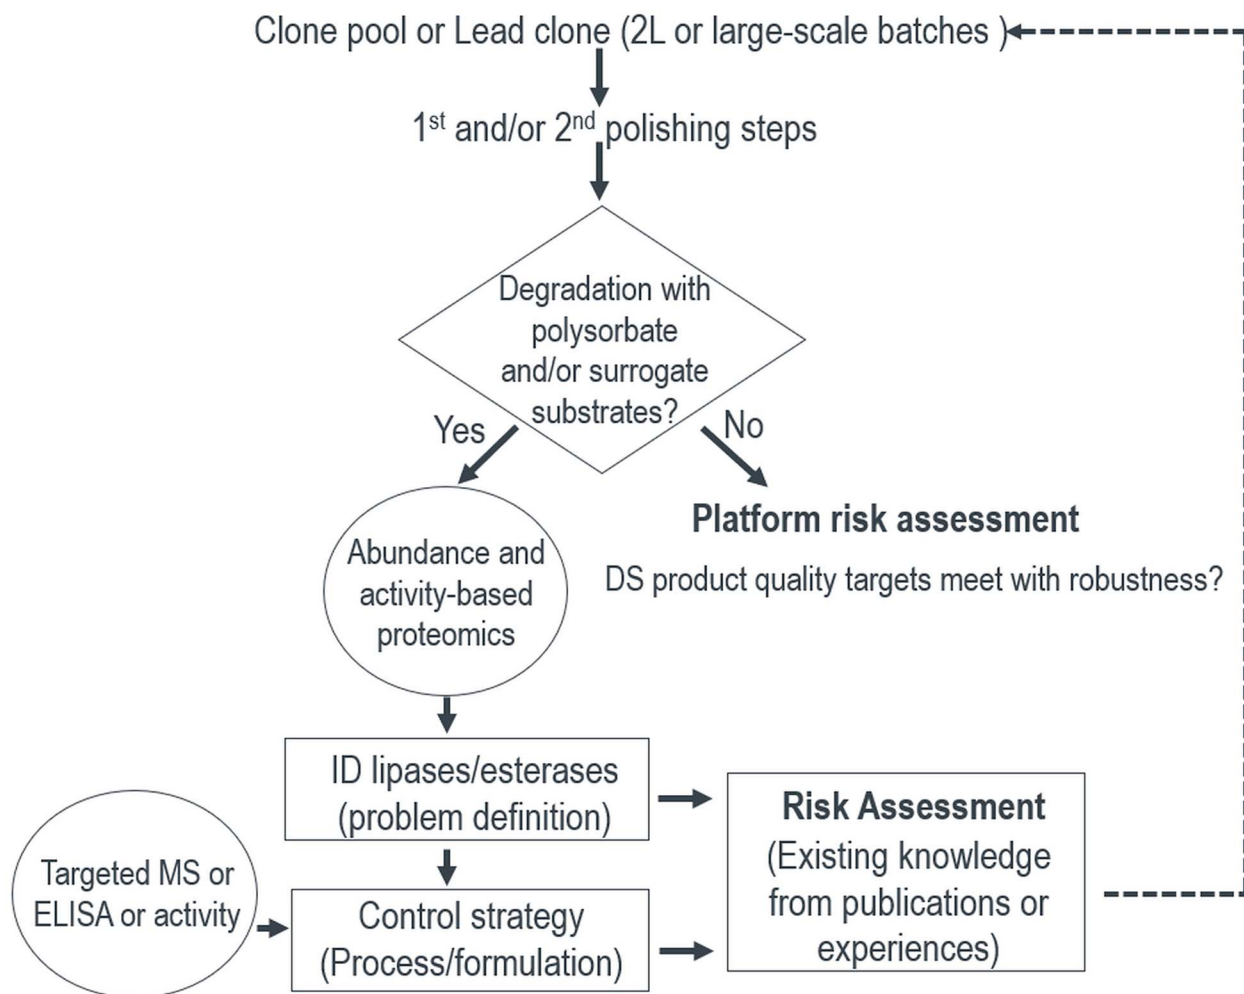 Clone pool or Lead clone (2L or large-scale batches )
1st and/or 2nd polishing steps
Degradation with
polysorbate
and/or surrogate
substrates?
Yes
No
Platform risk assessment
DS product quality targets meet with robustness?
Abundance and
activity-based
proteomics
ID lipases/esterases
(problem definition)
Risk Assessment
(Existing knowledge
from publications or
experiences)
Targeted MS or
ELISA or activity
Control strategy
(Process/formulation)